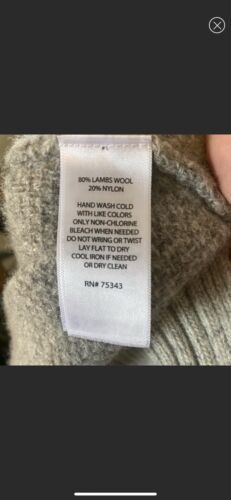 80% LAMBS WOOL
20% NYLON
HAND WASH COLD
WITH LIKE COLORS
ONLY NON-CHLORINE
BLEACH WHEN NEEDED
DO NOT WRING OR TWIST
LAY FLAT TO DRY
COOL IRON IF NEEDED
OR DRY CLEAN
RN# 75343